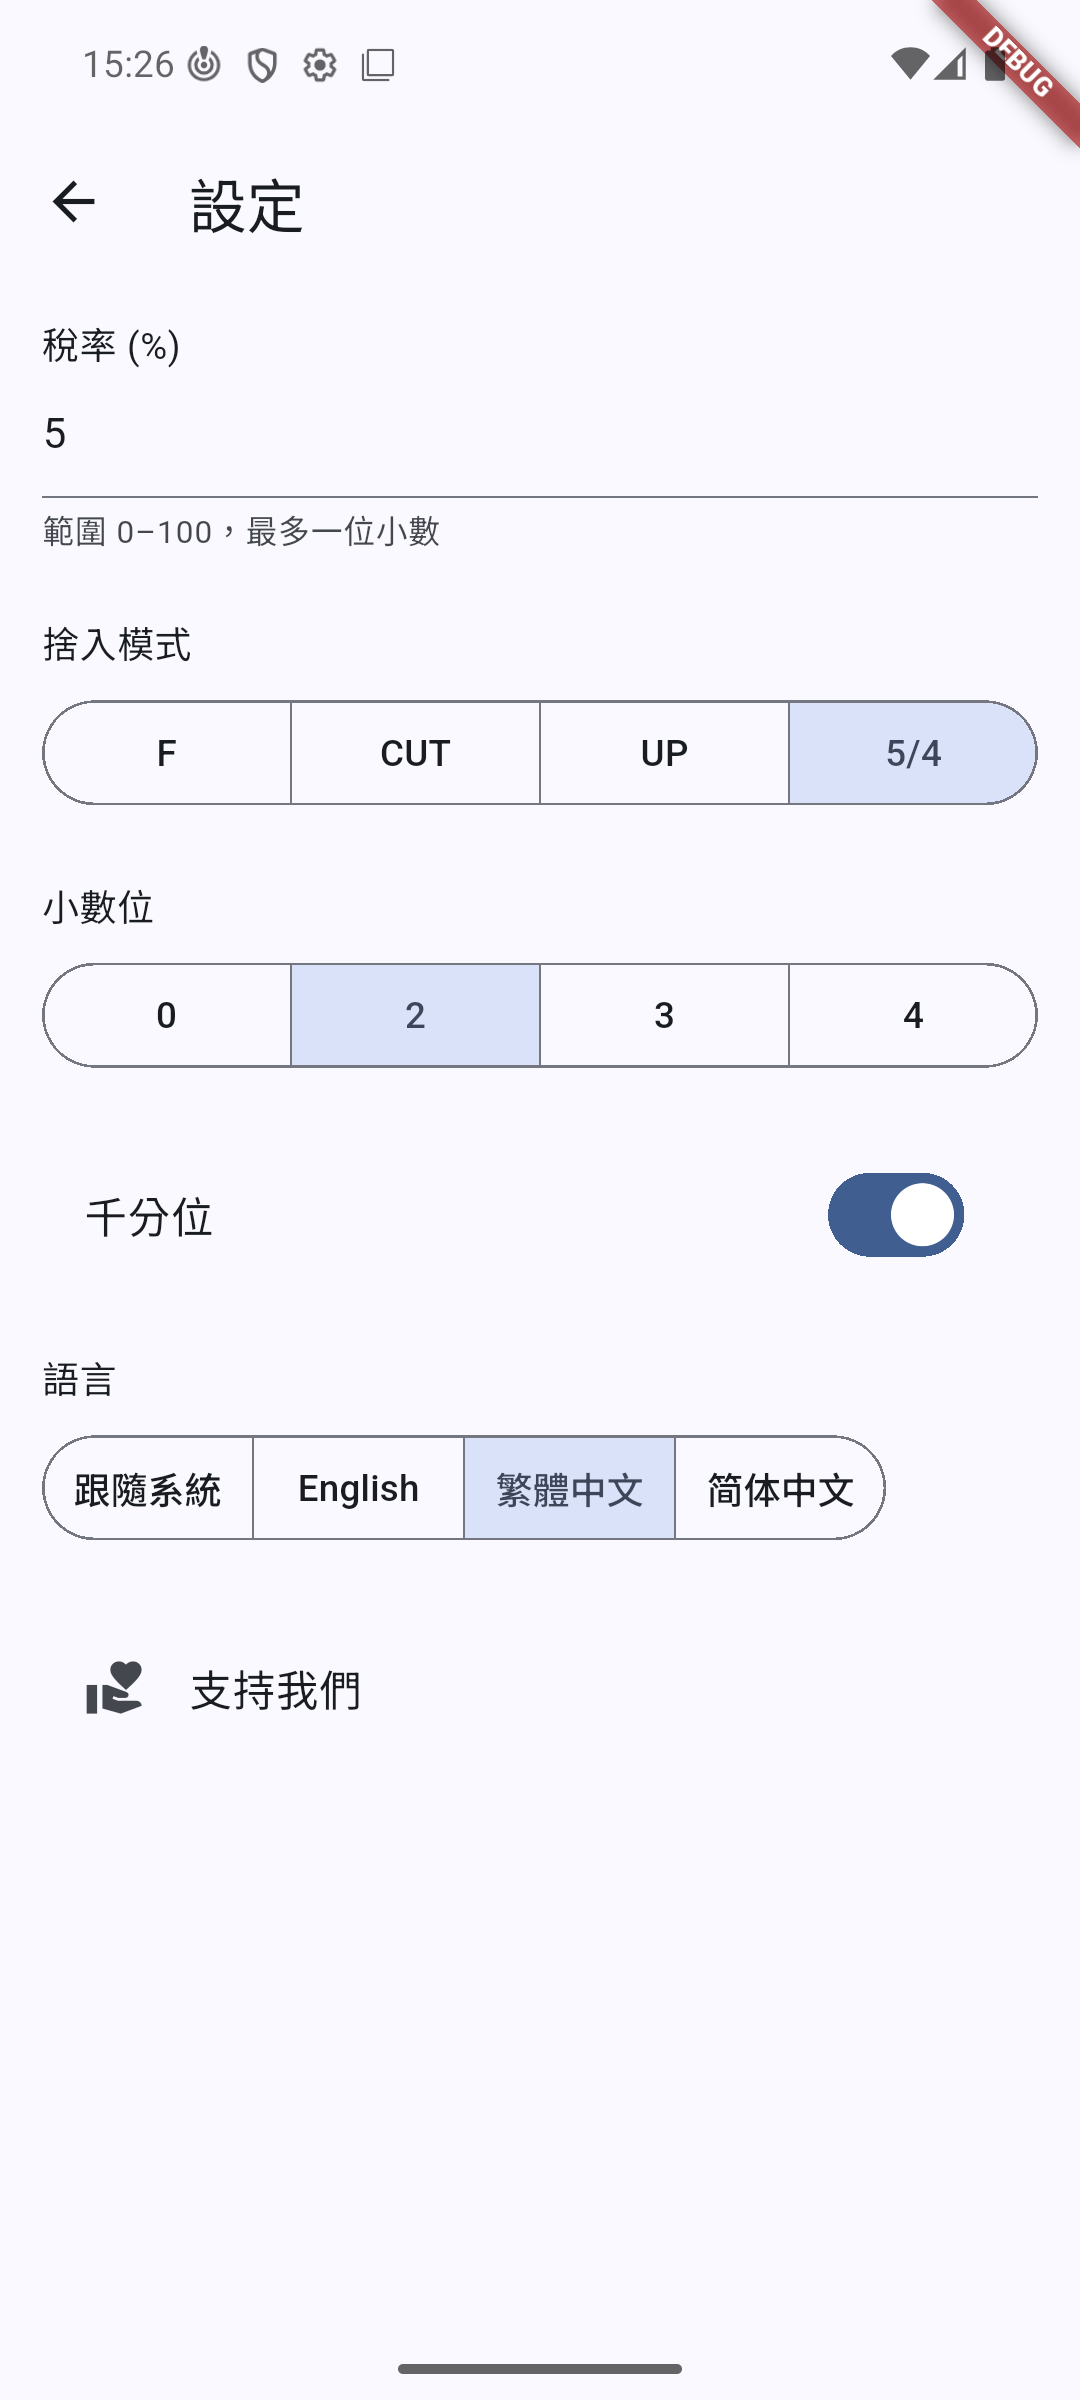 15:26
DEBUG
設定
稅率 (%)
5
範圍 0–100，最多一位小數
捨入模式
F CUT UP 5/4
小數位
0 2 3 4
千分位
語言
跟隨系統 English 繁體中文 简体中文
支持我們